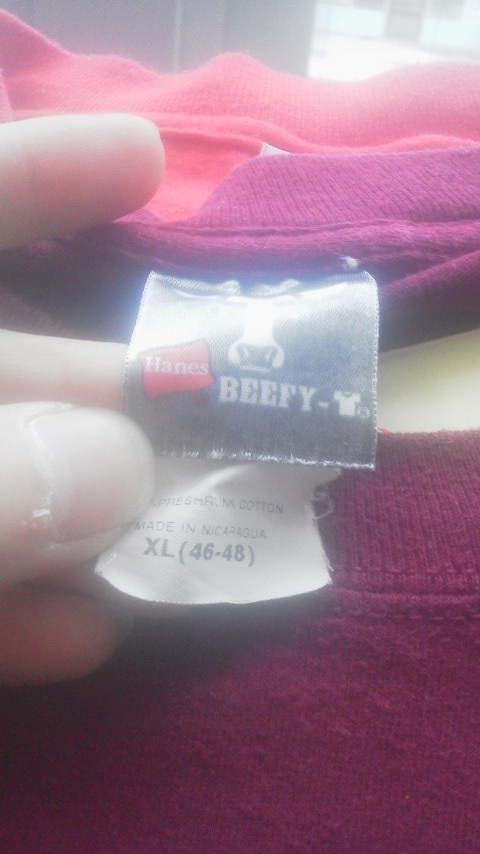 Hanes
BEEFY-
PRESHRUNK COTTON
MADE IN NICARAGUA
XL (46-48)